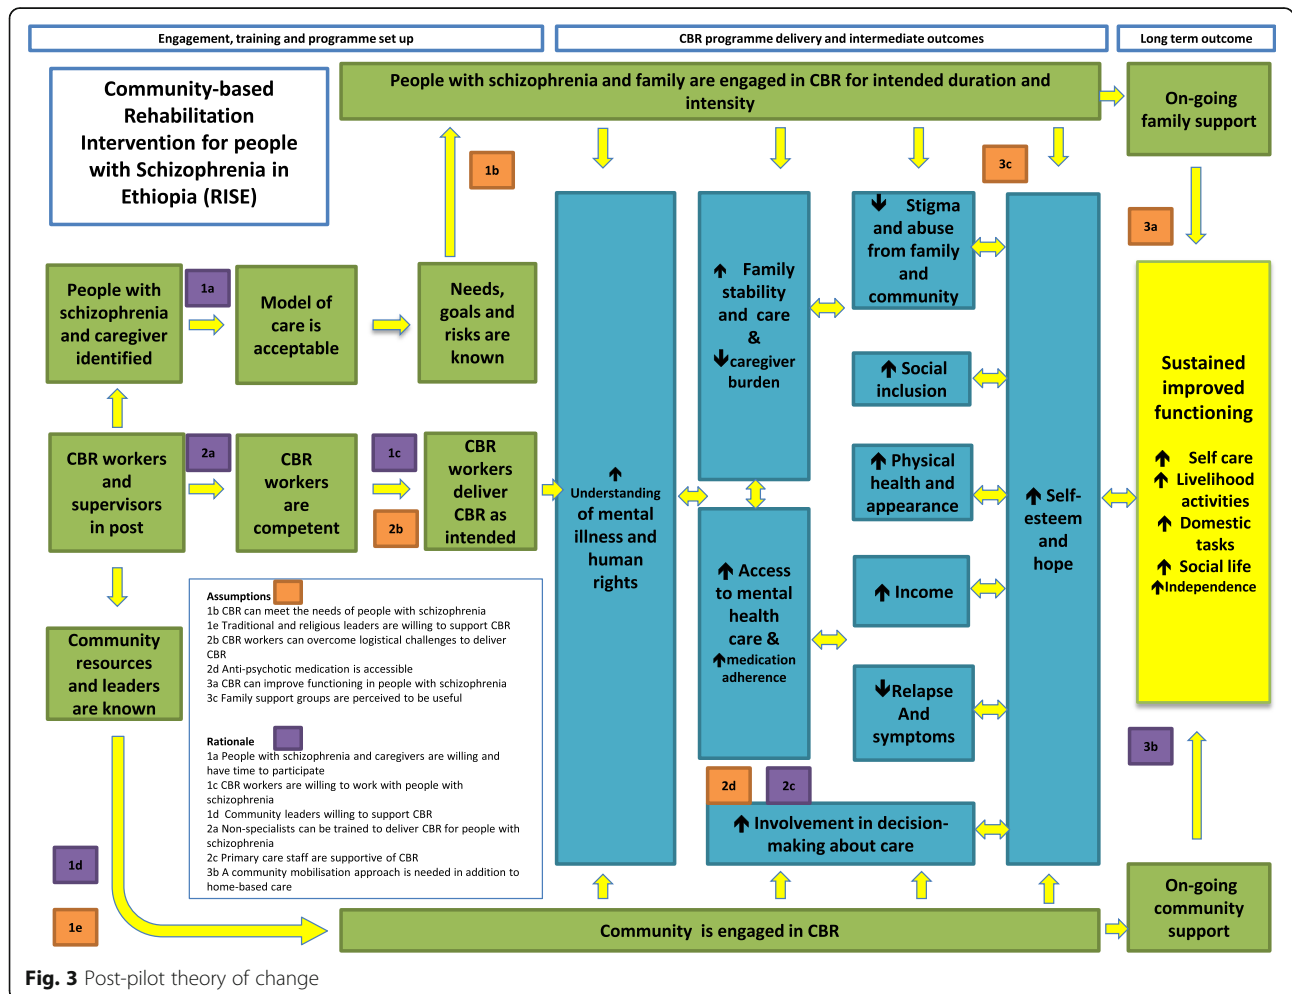 Engagement, training and programme set up
CBR programme delivery and intermediate outcomes
Long term outcome
Community-based
Rehabilitation
Intervention for people
with Schizophrenia in
Ethiopia (RISE)
People with schizophrenia and family are engaged in CBR for intended duration and
intensity
On-going
family support
1b
3c
3a
People with
schizophrenia
and caregiver
identified
1a
Model of
care is
acceptable
Needs,
goals and
risks are
known
CBR workers
and
supervisors
in post
2a
CBR
workers
are
competent
1c
2b
CBR
workers
deliver
CBR as
intended
Community
resources
and leaders
are known
1d
1e
Assumptions
1b CBR can meet the needs of people with schizophrenia
1e Traditional and religious leaders are willing to support CBR
2b CBR workers can overcome logistical challenges to deliver
CBR
2d Anti-psychotic medication is accessible
3a CBR can improve functioning in people with schizophrenia
3c Family support groups are perceived to be useful
Rationale
1a People with schizophrenia and caregivers are willing and
have time to participate
1c CBR workers are willing to work with people with
schizophrenia
1d Community leaders willing to support CBR
2a Non-specialists can be trained to deliver CBR for people with
schizophrenia
2c Primary care staff are supportive of CBR
3b A community mobilisation approach is needed in addition to
home-based care
Understanding
of mental
illness and
human
rights
Family
stability
and care
&
caregiver
burden
Access
to mental
health
care &
medication
adherence
Stigma
and abuse
from family
and
community
Social
inclusion
Physical
health and
appearance
Income
Relapse
And
symptoms
2d
2c
Involvement in decision-
making about care
Self-
esteem
and
hope
Sustained
improved
functioning
Self care
Livelihood
activities
Domestic
tasks
Social life
Independence
3b
Community is engaged in CBR
On-going
community
support
Fig. 3 Post-pilot theory of change